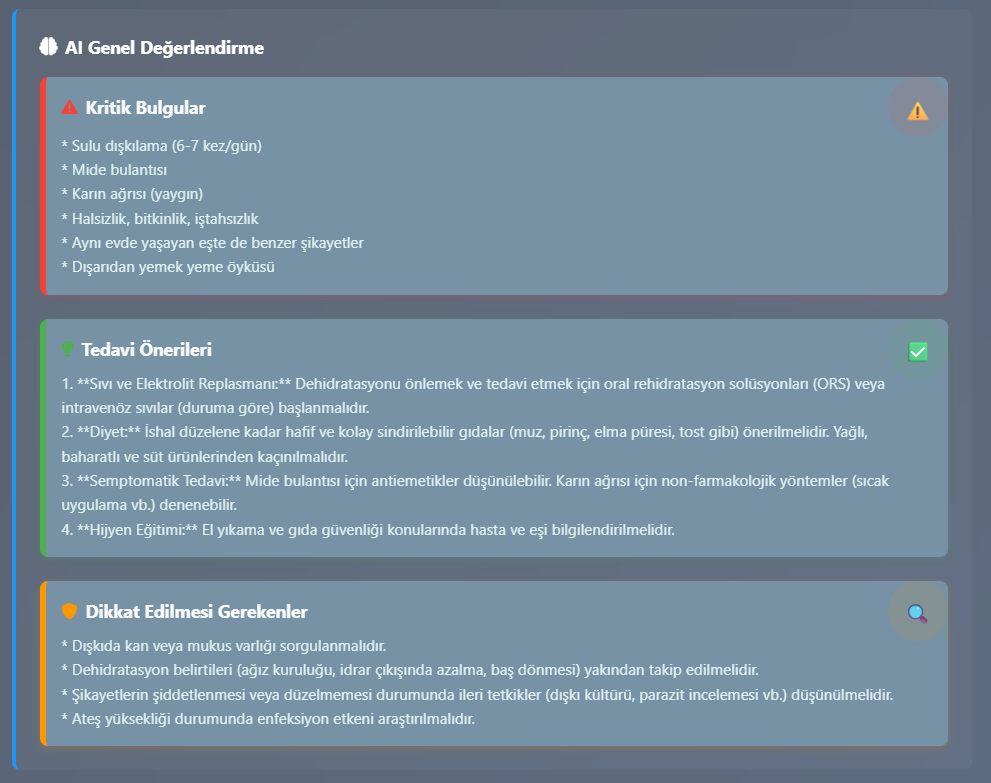 AI Genel Değerlendirme
Kritik Bulgular
* Sulu dışkılama (6-7 kez/gün)
* Mide bulantısı
* Karın ağrısı (yaygın)
* Halsizlik, bitkinlik, iştahsızlık
* Aynı evde yaşayan eşte de benzer şikayetler
* Dışarıdan yemek yeme öyküsü
Tedavi Önerileri
1. **Sıvı ve Elektrolit Replasmanı:** Dehidratasyonu önlemek ve tedavi etmek için oral rehidratasyon solüsyonları (ORS) veya
intravenöz sıvılar (duruma göre) başlanmalıdır.
2. **Diyet:** İshal düzelene kadar hafif ve kolay sindirilebilir gıdalar (muz, pirinç, elma püresi, tost gibi) önerilmelidir. Yağlı,
baharatlı ve süt ürünlerinden kaçınılmalıdır.
3. **Semptomatik Tedavi:** Mide bulantısı için antiemetikler düşünülebilir. Karın ağrısı için non-farmakolojik yöntemler (sıcak
uygulama vb.) denenebilir.
4. **Hijyen Eğitimi:** El yıkama ve gıda güvenliği konularında hasta ve eşi bilgilendirilmelidir.
Dikkat Edilmesi Gerekenler
* Dışkıda kan veya mukus varlığı sorgulanmalıdır.
* Dehidratasyon belirtileri (ağız kuruluğu, idrar çıkışında azalma, baş dönmesi) yakından takip edilmelidir.
* Şikayetlerin şiddetlenmesi veya düzelmemesi durumunda ileri tetkikler (dışkı kültürü, parazit incelemesi vb.) düşünülmelidir.
* Ateş yüksekliği durumunda enfeksiyon etkeni araştırılmalıdır.